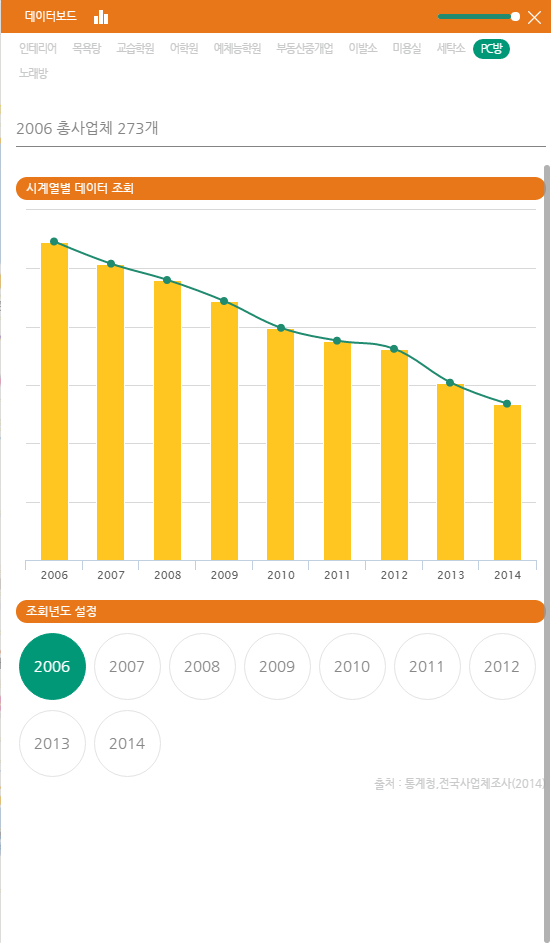 데이터보드
인테리어 목욕탕 교습학원 어학원 예체능학원 부동산중개업 이발소 미용실 세탁소 PC방
노래방
2006 총사업체 273개
시계열별 데이터 조회
2006 2007 2008 2009 2010 2011 2012 2013 2014
조회년도 설정
2006 2007 2008 2009 2010 2011 2012
2013 2014
출처 : 통계청,전국사업체조사(2014)